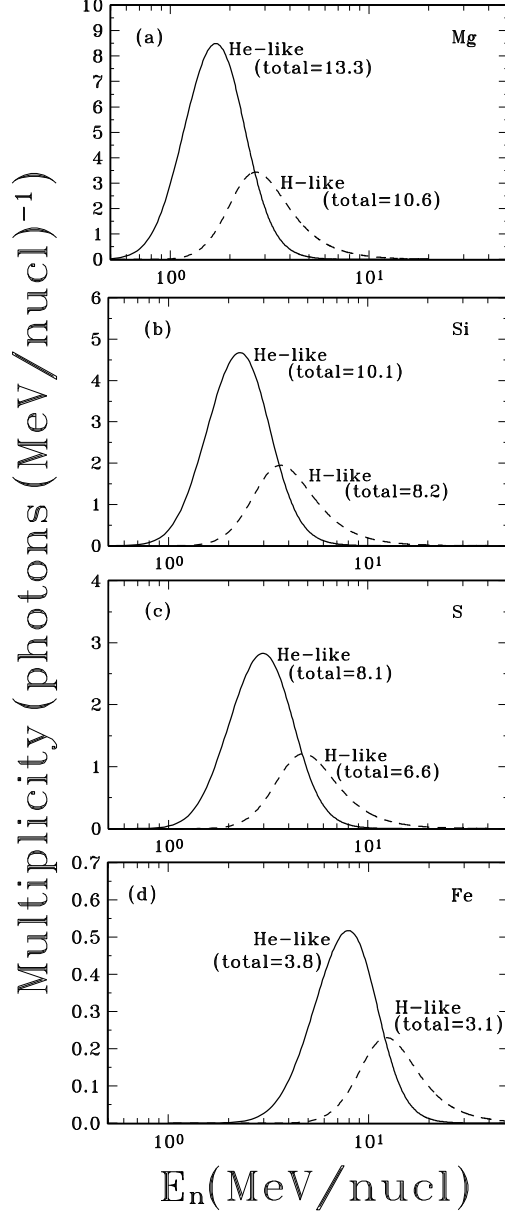 Multiplicity (photons (MeV/nucl)⁻¹)
10
9
8
7
6
5
4
3
2
1
0
(a)
Mg
He-like
(total=13.3)
H-like
(total=10.6)
10⁰
10¹
6
5
4
3
2
1
0
(b)
Si
He-like
(total=10.1)
H-like
(total=8.2)
10⁰
10¹
4
3
2
1
0
(c)
S
He-like
(total=8.1)
H-like
(total=6.6)
10⁰
10¹
0.7
0.6
0.5
0.4
0.3
0.2
0.1
0.0
(d)
Fe
He-like
(total=3.8)
H-like
(total=3.1)
10⁰
10¹
Eₙ(MeV/nucl)